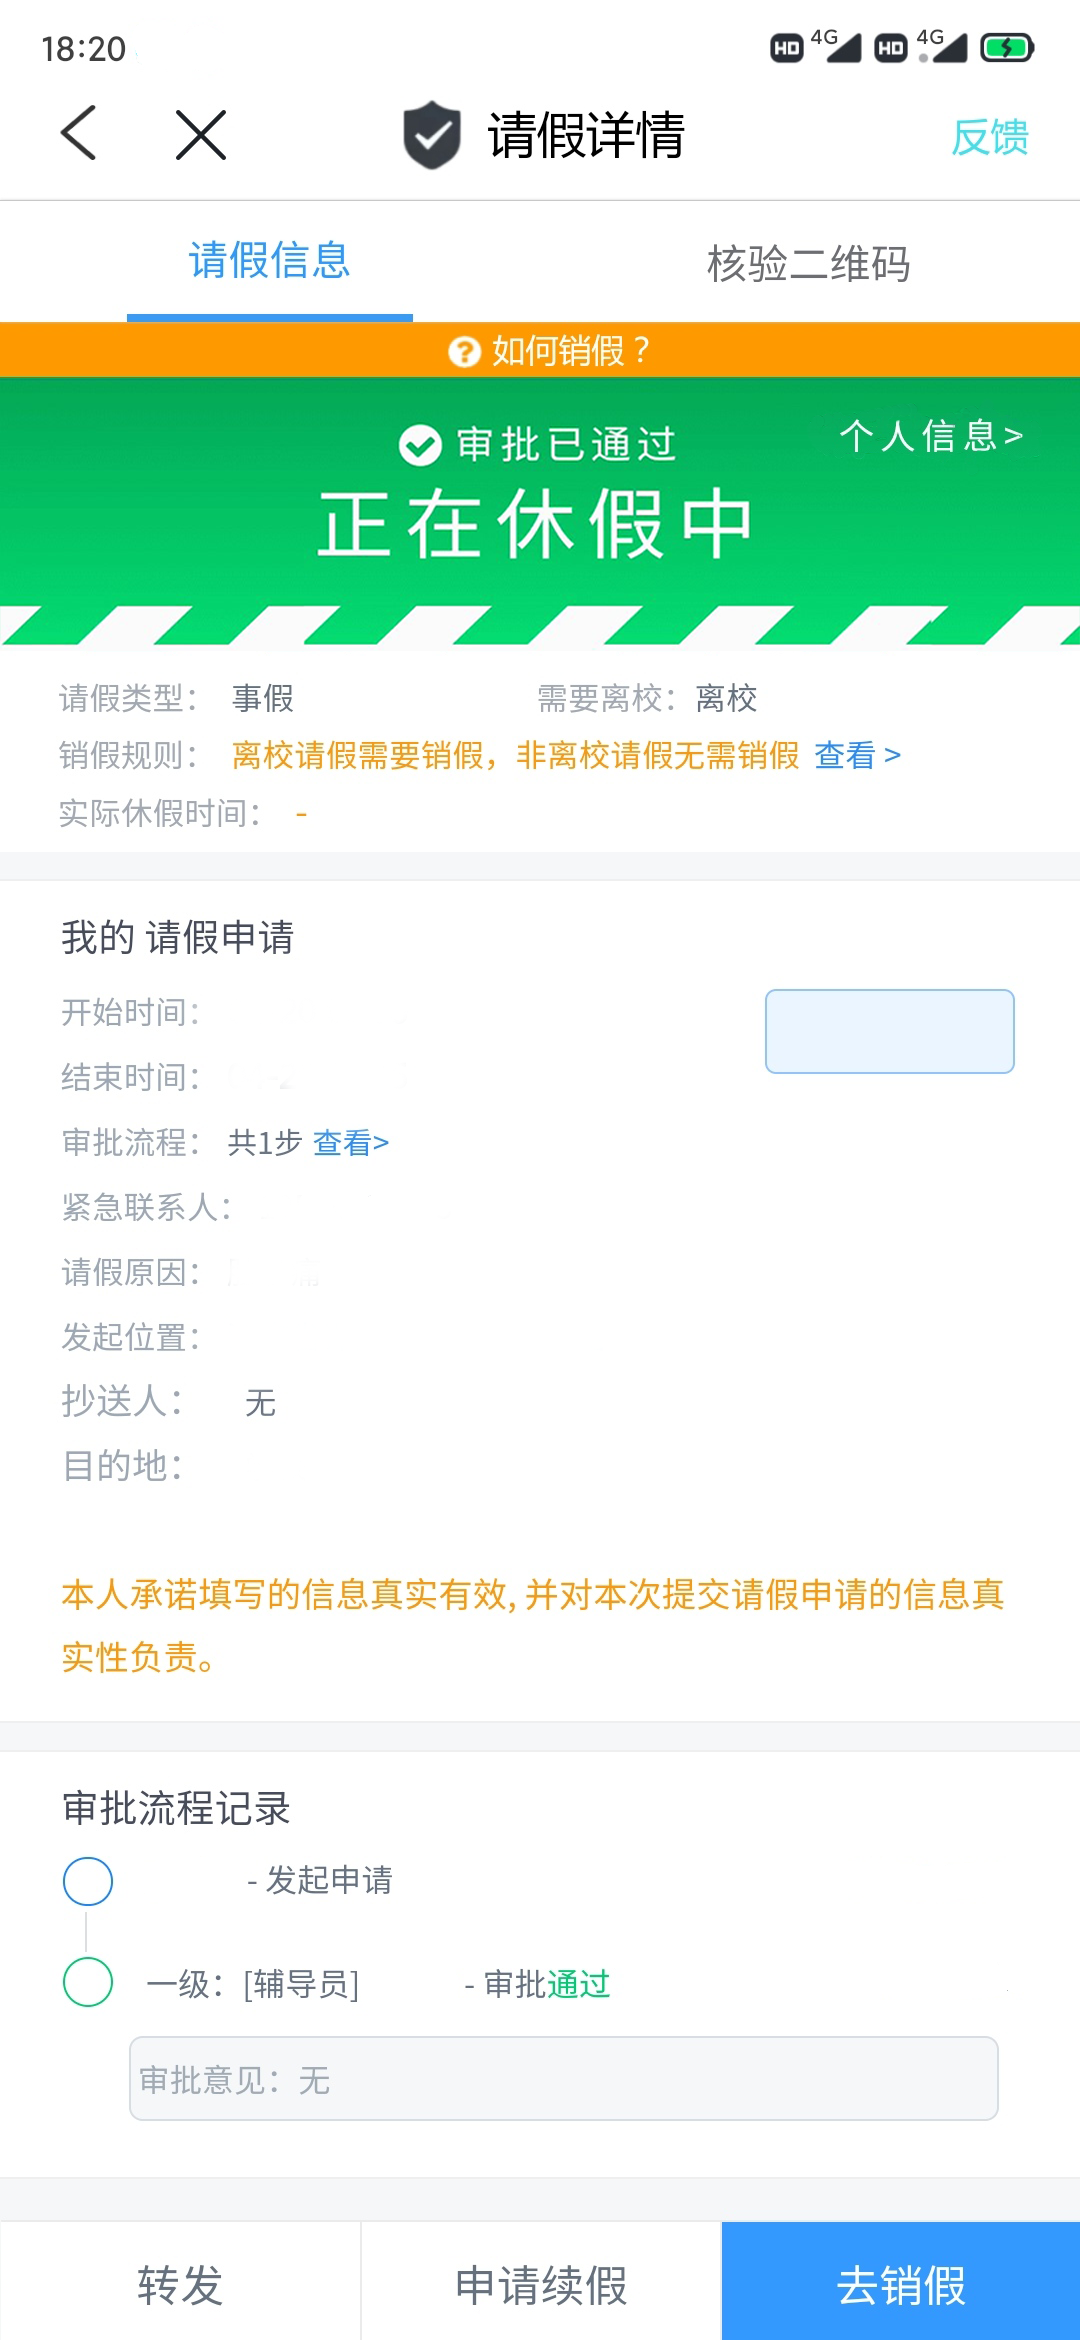 18:20 HD 4G HD 4G
请假详情 反馈
请假信息 核验二维码
如何销假？
审批已通过 个人信息>
正在休假中
请假类型： 事假 需要离校： 离校
销假规则： 离校请假需要销假，非离校请假无需销假 查看 >
实际休假时间： -
我的 请假申请
开始时间：
结束时间：
审批流程： 共1步 查看>
紧急联系人：
请假原因：
发起位置：
抄送人： 无
目的地：
本人承诺填写的信息真实有效, 并对本次提交请假申请的信息真
实性负责。
审批流程记录
- 发起申请
一级：[辅导员] - 审批通过
审批意见：无
转发 申请续假 去销假